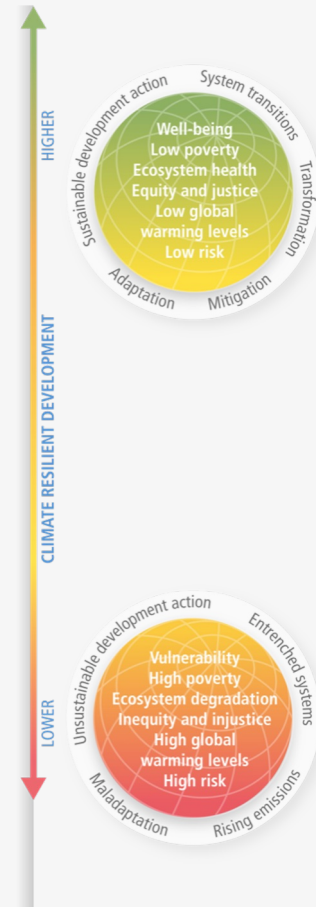 HIGHER
CLIMATE RESILIENT DEVELOPMENT
LOWER
Sustainable development action
System transitions
Transformation
Mitigation
Adaptation
Well-being
Low poverty
Ecosystem health
Equity and justice
Low global
warming levels
Low risk
Unsustainable development action
Entrenched systems
Rising emissions
Maladaptation
Vulnerability
High poverty
Ecosystem degradation
Inequity and injustice
High global
warming levels
High risk